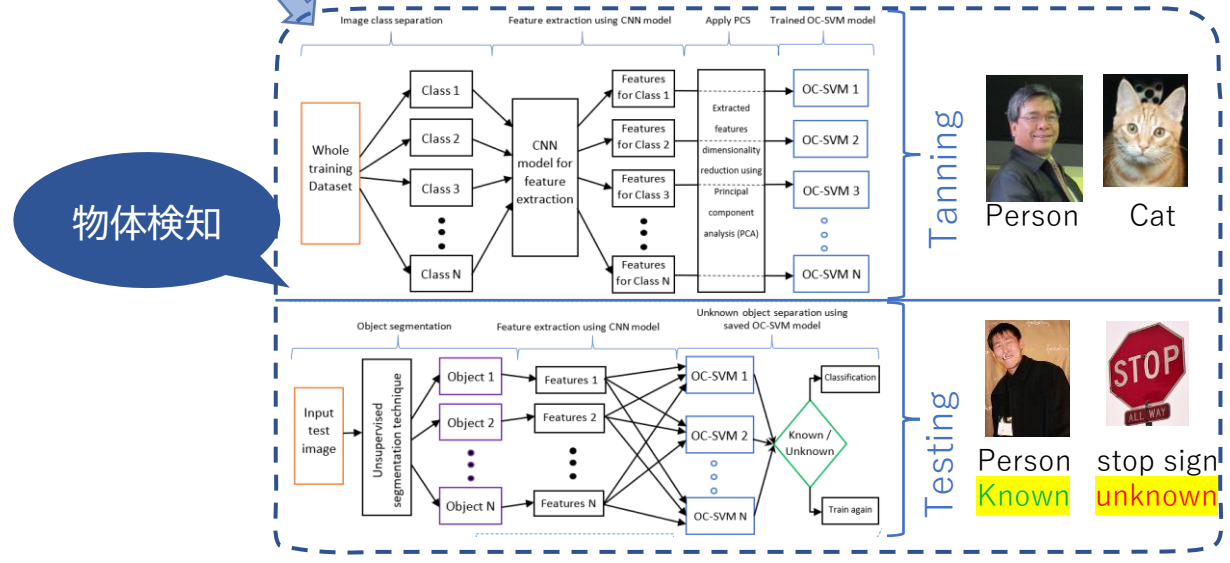 Image class separation
Feature extraction using CNN model
Apply PCS
Trained OC-SVM model
Whole
training
Dataset
Class 1
Class 2
Class 3
Class N
CNN
model for
feature
extraction
Features
for Class 1
Features
for Class 2
Features
for Class 3
Features
for Class N
Extracted
features
dimensionality
reduction using
Principal
component
analysis (PCA)
OC-SVM 1
OC-SVM 2
OC-SVM 3
OC-SVM N
Tanning
Person
Cat
物体検知
Object segmentation
Feature extraction using CNN model
Unknown object separation using
saved OC-SVM model
Input
test
image
Unsupervised
segmentation technique
Object 1
Object 2
Object N
Features 1
Features 2
Features N
OC-SVM 1
OC-SVM 2
OC-SVM N
Known /
Unknown
Classification
Train again
Testing
STOP
ALL WAY
Person
Known
stop sign
unknown